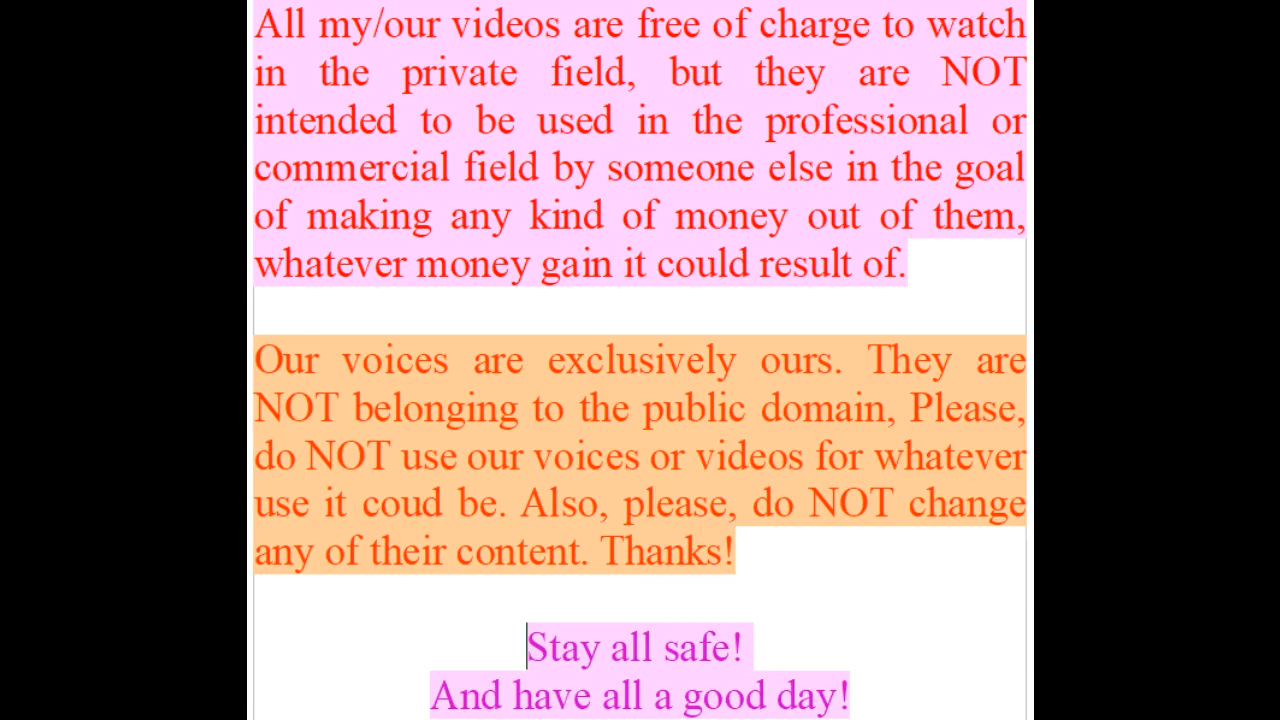 All my/our videos are free of charge to watch
in the private field, but they are NOT
intended to be used in the professional or
commercial field by someone else in the goal
of making any kind of money out of them,
whatever money gain it could result of.
Our voices are exclusively ours. They are
NOT belonging to the public domain, Please,
do NOT use our voices or videos for whatever
use it coud be. Also, please, do NOT change
any of their content. Thanks!
Stay all safe!
And have all a good day!